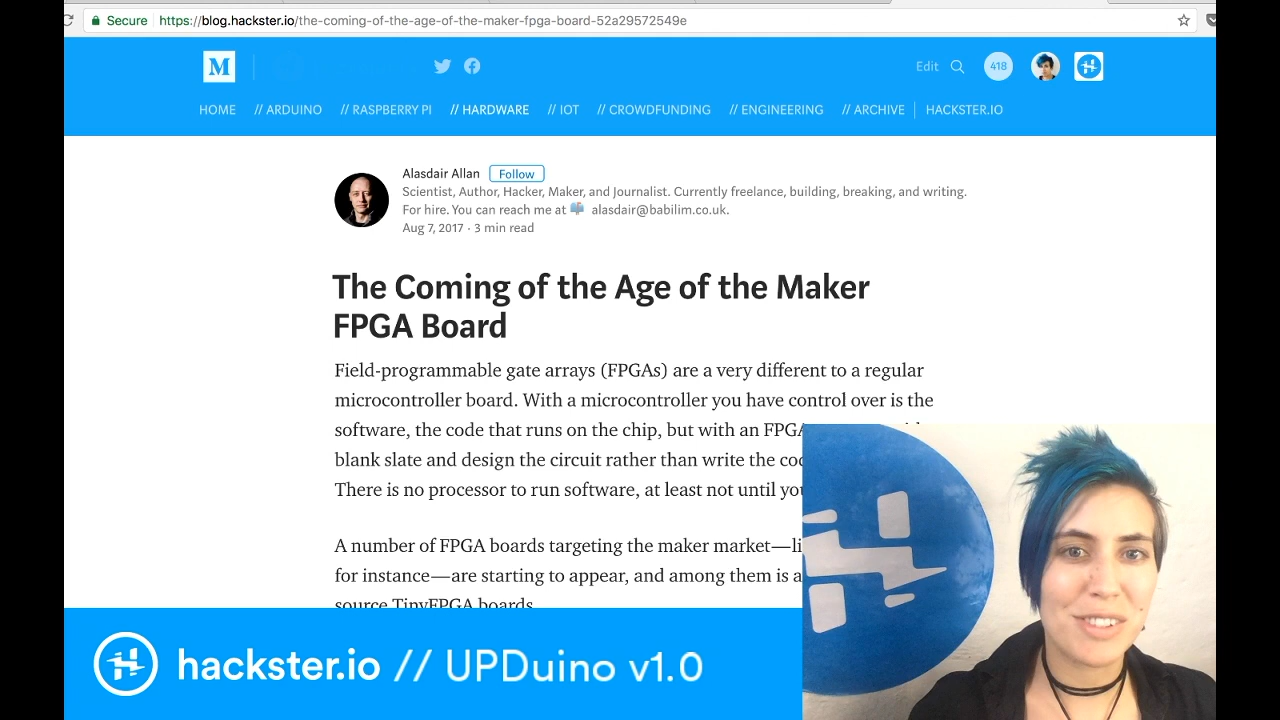 Secure https://blog.hackster.io/the-coming-of-the-age-of-the-maker-fpga-board-52a29572549e
M Edit 418
HOME // ARDUINO // RASPBERRY PI // HARDWARE // IOT // CROWDFUNDING // ENGINEERING // ARCHIVE HACKSTER.IO
Alasdair Allan Follow
Scientist, Author, Hacker, Maker, and Journalist. Currently freelance, building, breaking, and writing.
For hire. You can reach me at alasdair@babilim.co.uk.
Aug 7, 2017 · 3 min read
The Coming of the Age of the Maker
FPGA Board
Field-programmable gate arrays (FPGAs) are a very different to a regular
microcontroller board. With a microcontroller you have control over is the
software, the code that runs on the chip, but with an FPGA
blank slate and design the circuit rather than write the
There is no processor to run software, at least not until
A number of FPGA boards targeting the maker market—
for instance—are starting to appear, and among them is a
source TinyFPGA boards
hackster.io // UPDuino v1.0